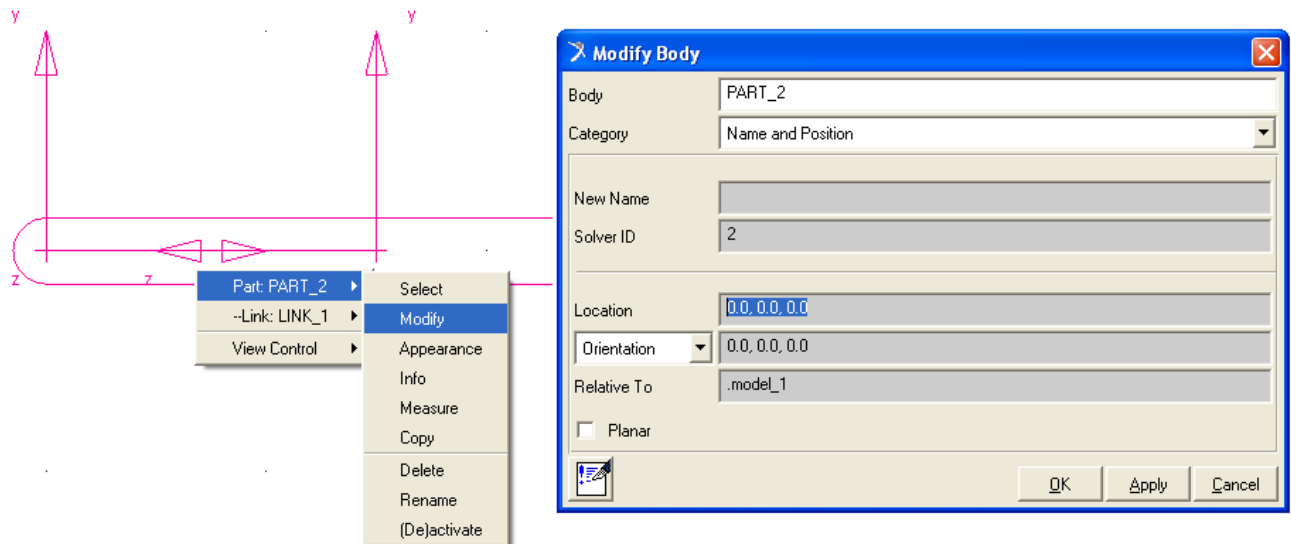 y
y
z
z
Part: PART_2
--Link: LINK_1
View Control
Select
Modify
Appearance
Info
Measure
Copy
Delete
Rename
(De)activate
Modify Body
Body
PART_2
Category
Name and Position
New Name
Solver ID
2
Location
0.0, 0.0, 0.0
Orientation
0.0, 0.0, 0.0
Relative To
.model_1
Planar
OK
Apply
Cancel